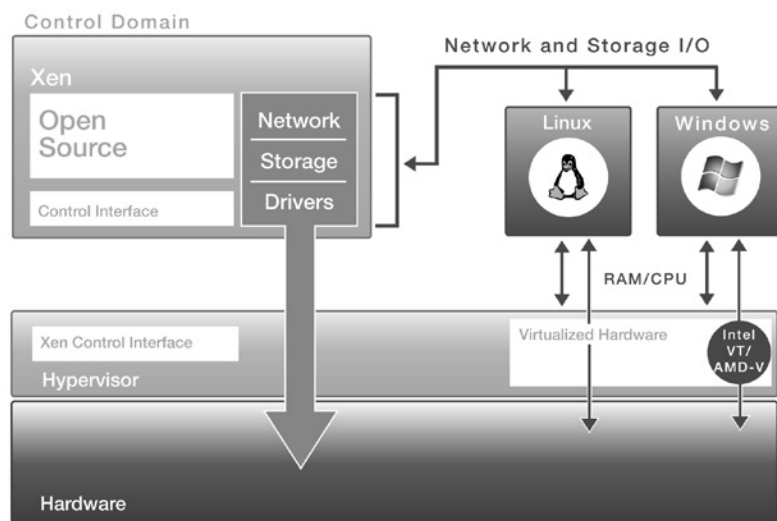 Control Domain
Network and Storage I/O
Xen
Open
Source
Network
Storage
Drivers
Control Interface
Linux
Windows
RAM/CPU
Xen Control Interface
Virtualized Hardware
Intel
VT/
AMD-V
Hypervisor
Hardware